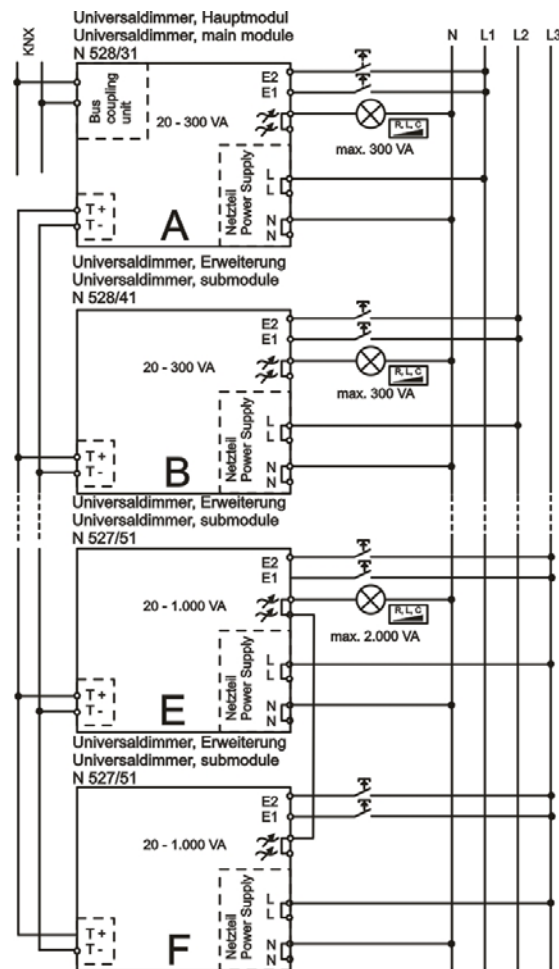 Universaldimmer, Hauptmodul
Universaldimmer, main module
N 528/31
KNX
N L1 L2 L3
Bus
coupling
unit
20 - 300 VA
E2
E1
R, L, C
max. 300 VA
Netzteil
Power Supply
L
L
N
N
T +
T -
A
Universaldimmer, Erweiterung
Universaldimmer, submodule
N 528/41
E2
E1
20 - 300 VA
R, L, C
max. 300 VA
Netzteil
Power Supply
L
L
N
N
T +
T -
B
Universaldimmer, Erweiterung
Universaldimmer, submodule
N 527/51
E2
E1
20 - 1.000 VA
R, L, C
max. 2.000 VA
Netzteil
Power Supply
L
L
N
N
T +
T -
E
Universaldimmer, Erweiterung
Universaldimmer, submodule
N 527/51
E2
E1
20 - 1.000 VA
Netzteil
Power Supply
L
L
N
N
T +
T -
F